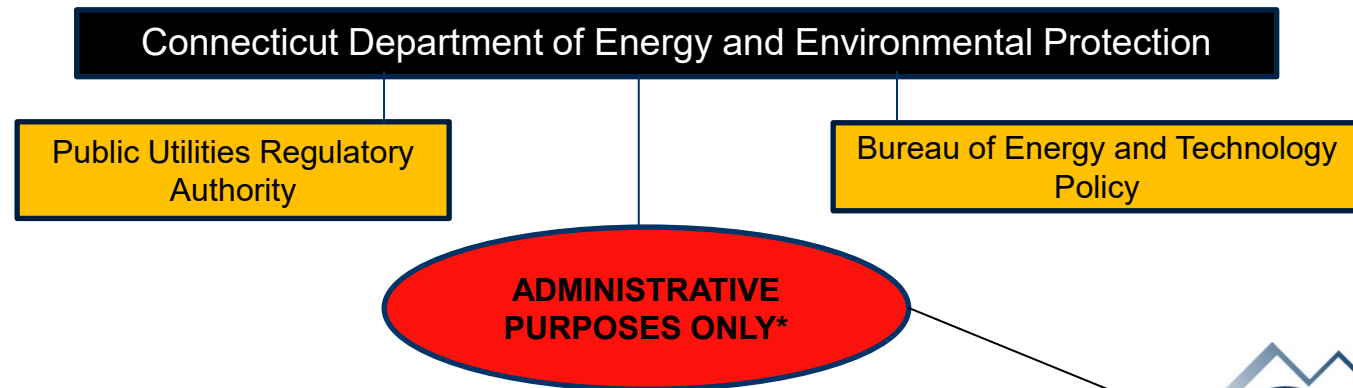 Connecticut Department of Energy and Environmental Protection
Public Utilities Regulatory
Authority
Bureau of Energy and Technology
Policy
ADMINISTRATIVE
PURPOSES ONLY*